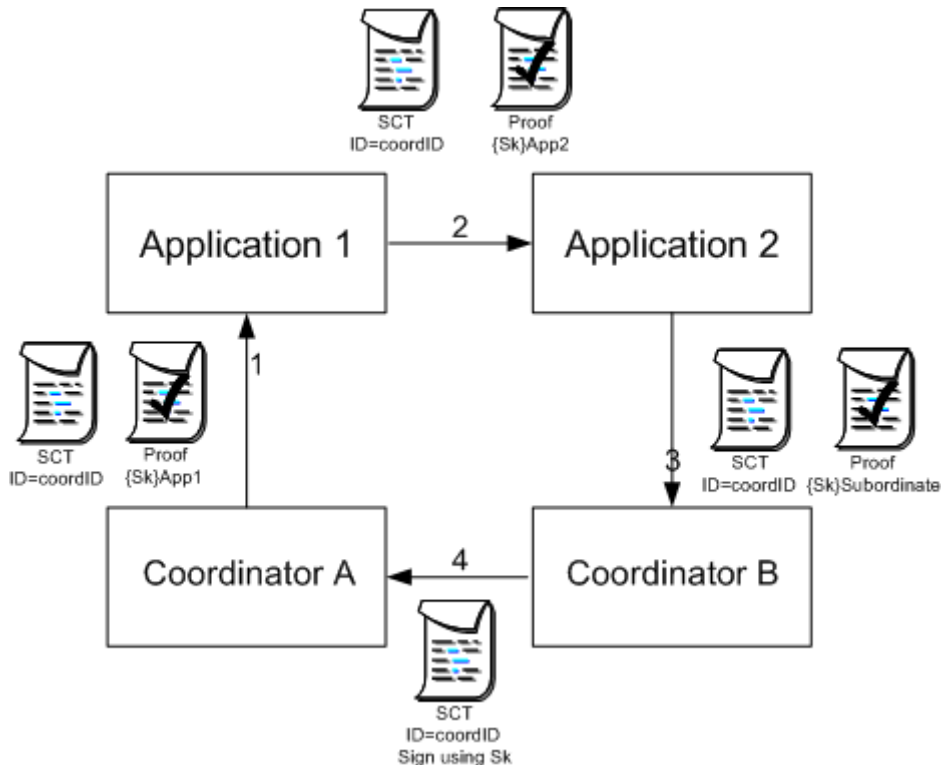 SCT
ID=coordID
Proof
{Sk}App2
Application 1
2
Application 2
1
SCT
ID=coordID
Proof
{Sk}App1
3
SCT
ID=coordID
Proof
{Sk}Subordinate
Coordinator A
4
Coordinator B
SCT
ID=coordID
Sign using Sk